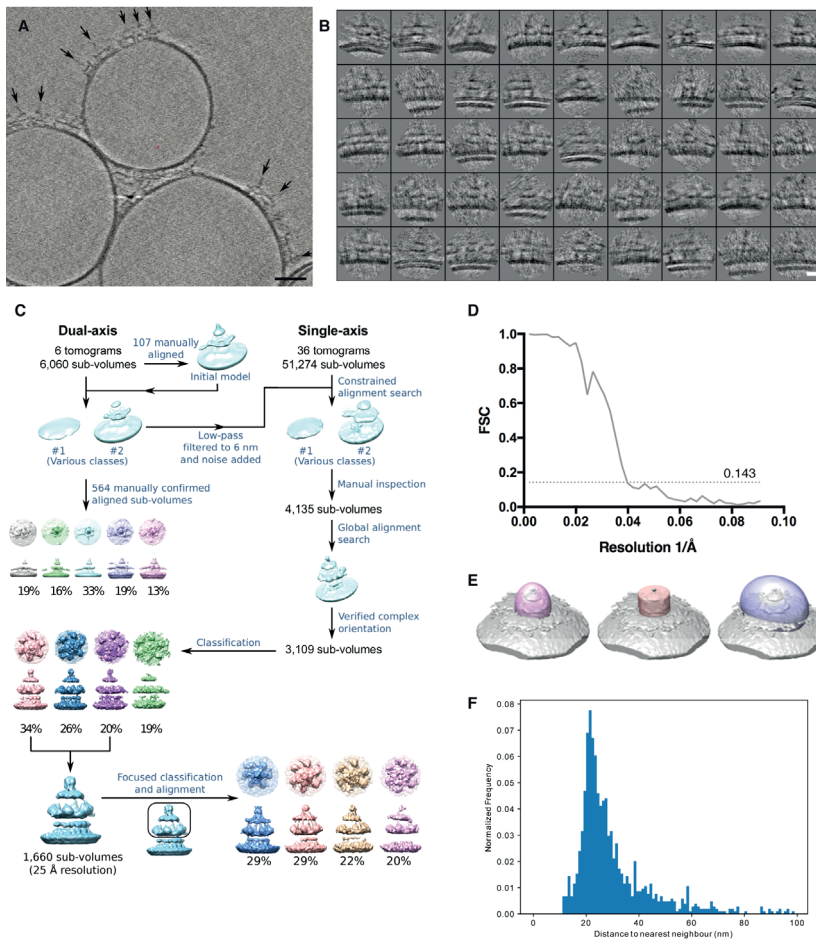 A
B
C
Dual-axis
6 tomograms
6,060 sub-volumes
107 manually
aligned
Initial model
Single-axis
36 tomograms
51,274 sub-volumes
Constrained
alignment search
#1
#2
(Various classes)
Low-pass
filtered to 6 nm
and noise added
#1
#2
(Various classes)
564 manually confirmed
aligned sub-volumes
Manual inspection
4,135 sub-volumes
Global alignment
search
19%
16%
33%
19%
13%
Verified complex
orientation
3,109 sub-volumes
Classification
34%
26%
20%
19%
Focused classification
and alignment
1,660 sub-volumes
(25 Å resolution)
29%
29%
22%
20%
D
1.0
0.8
0.6
0.4
0.2
0.0
FSC
0.143
0.00
0.02
0.04
0.06
0.08
0.10
Resolution 1/Å
E
F
0.08
0.07
0.06
0.05
0.04
0.03
0.02
0.01
0.00
Normalized Frequency
0
20
40
60
80
100
Distance to nearest neighbour (nm)